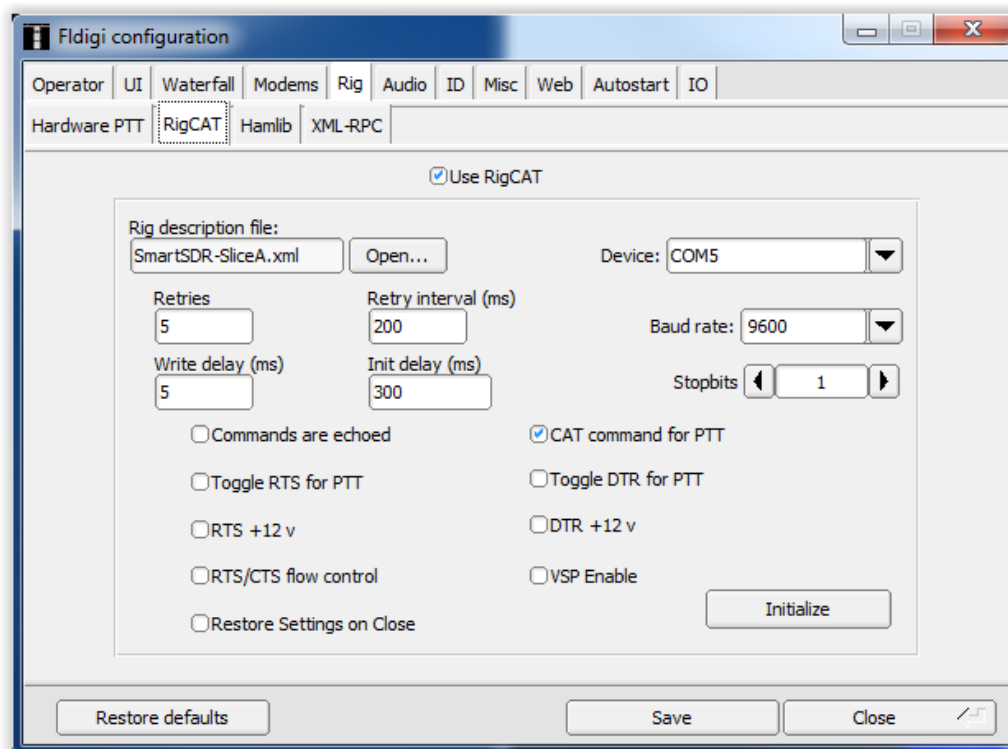 Fldigi configuration
Operator UI Waterfall Modems Rig Audio ID Misc Web Autostart IO
Hardware PTT RigCAT Hamlib XML-RPC
Use RigCAT
Rig description file:
SmartSDR-SliceA.xml Open... Device: COM5
Retries Retry interval (ms)
5 200 Baud rate: 9600
Write delay (ms) Init delay (ms)
5 300 Stopbits 1
Commands are echoed CAT command for PTT
Toggle RTS for PTT Toggle DTR for PTT
RTS +12 v DTR +12 v
RTS/CTS flow control VSP Enable
Initialize
Restore Settings on Close
Restore defaults Save Close